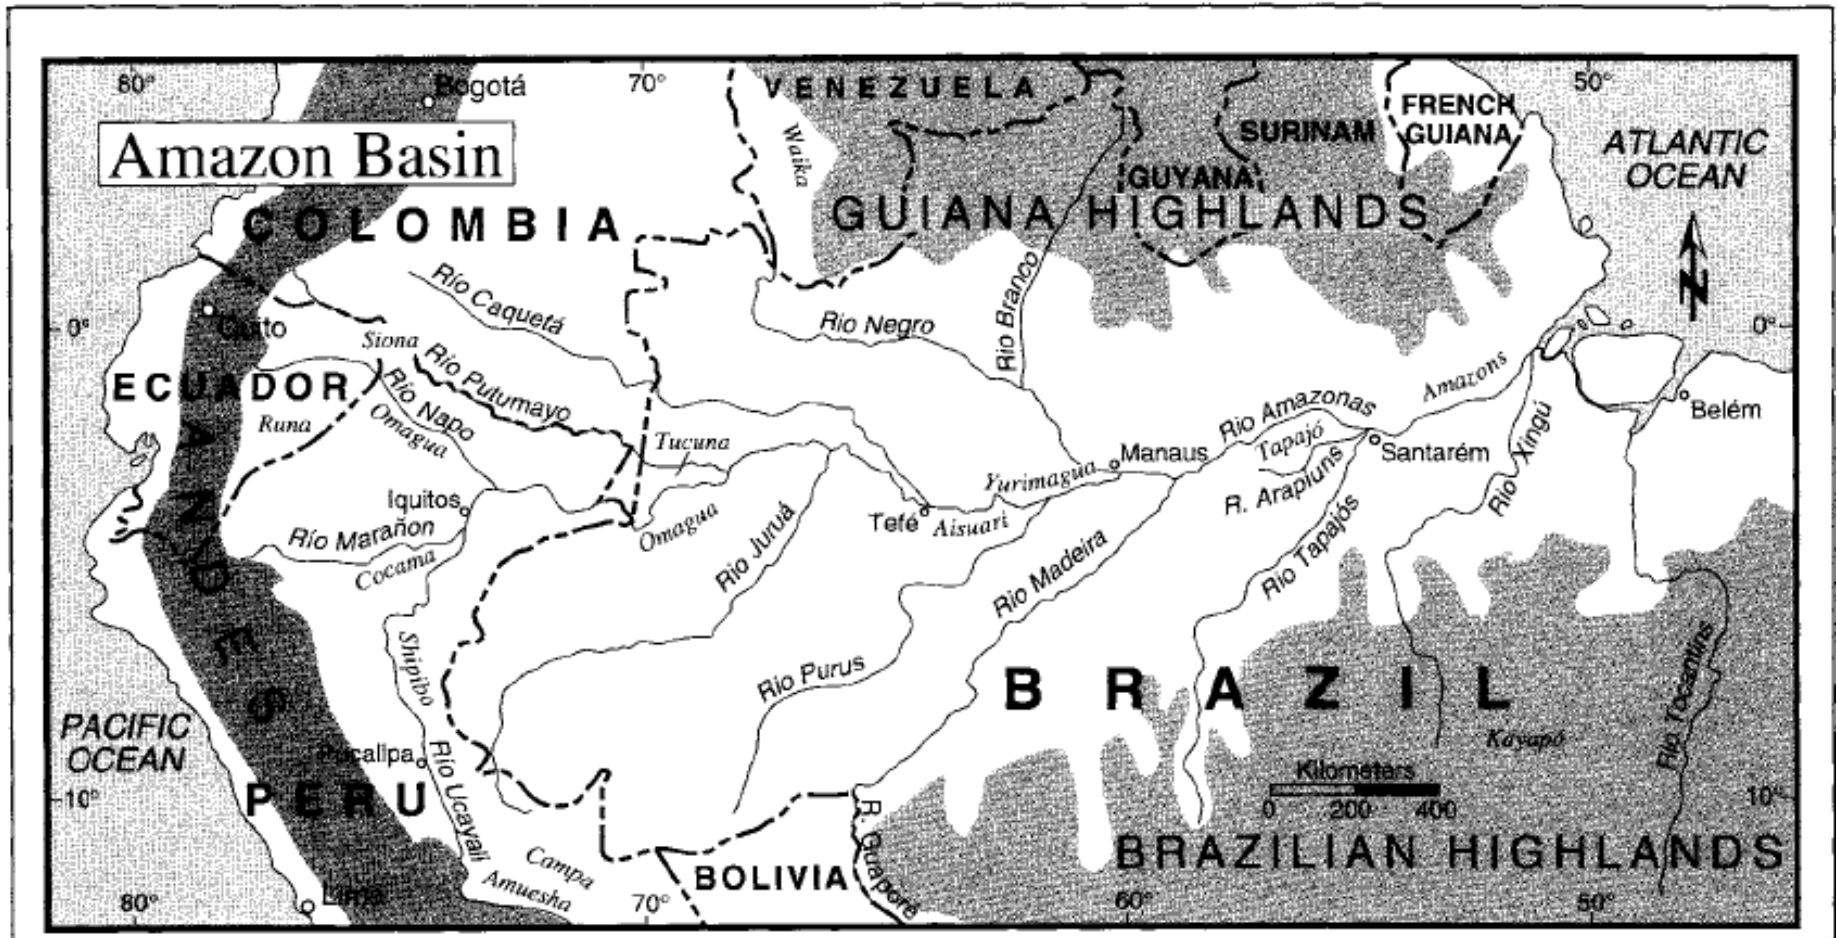 80°
70°
50°
Bogotá
VENEZUELA
FRENCH
GUIANA
SURINAM
ATLANTIC
OCEAN
Amazon Basin
Waika
GUYANA
COLOMBIA
GUIANA HIGHLANDS
N
Río Caquetá
Rio Negro
Rio Branco
0°
Quito
0°
Siona
Río Putumayo
ECUADOR
Río Napo
Amazons
Runa
Omagua
Tucuna
Rio Amazonas
Belém
ANDES
Tapajó
Manaus
Santarém
Rio Xingú
Yurimagua
R. Arapiuns
Iquitos
Río Marañon
Omagua
Tefé
Aisuari
Cocama
Rio Juruá
Rio Madeira
Rio Tapajós
Shipibo
Rio Purus
BRAZIL
Rio Tocantins
PACIFIC
OCEAN
Kayapó
Pucallpa
Río Ucayali
Kilometers
0 200 400
10°
PERU
10°
R. Guaporé
BRAZILIAN HIGHLANDS
Campa
Amuesha
BOLIVIA
Lima
80°
70°
60°
50°